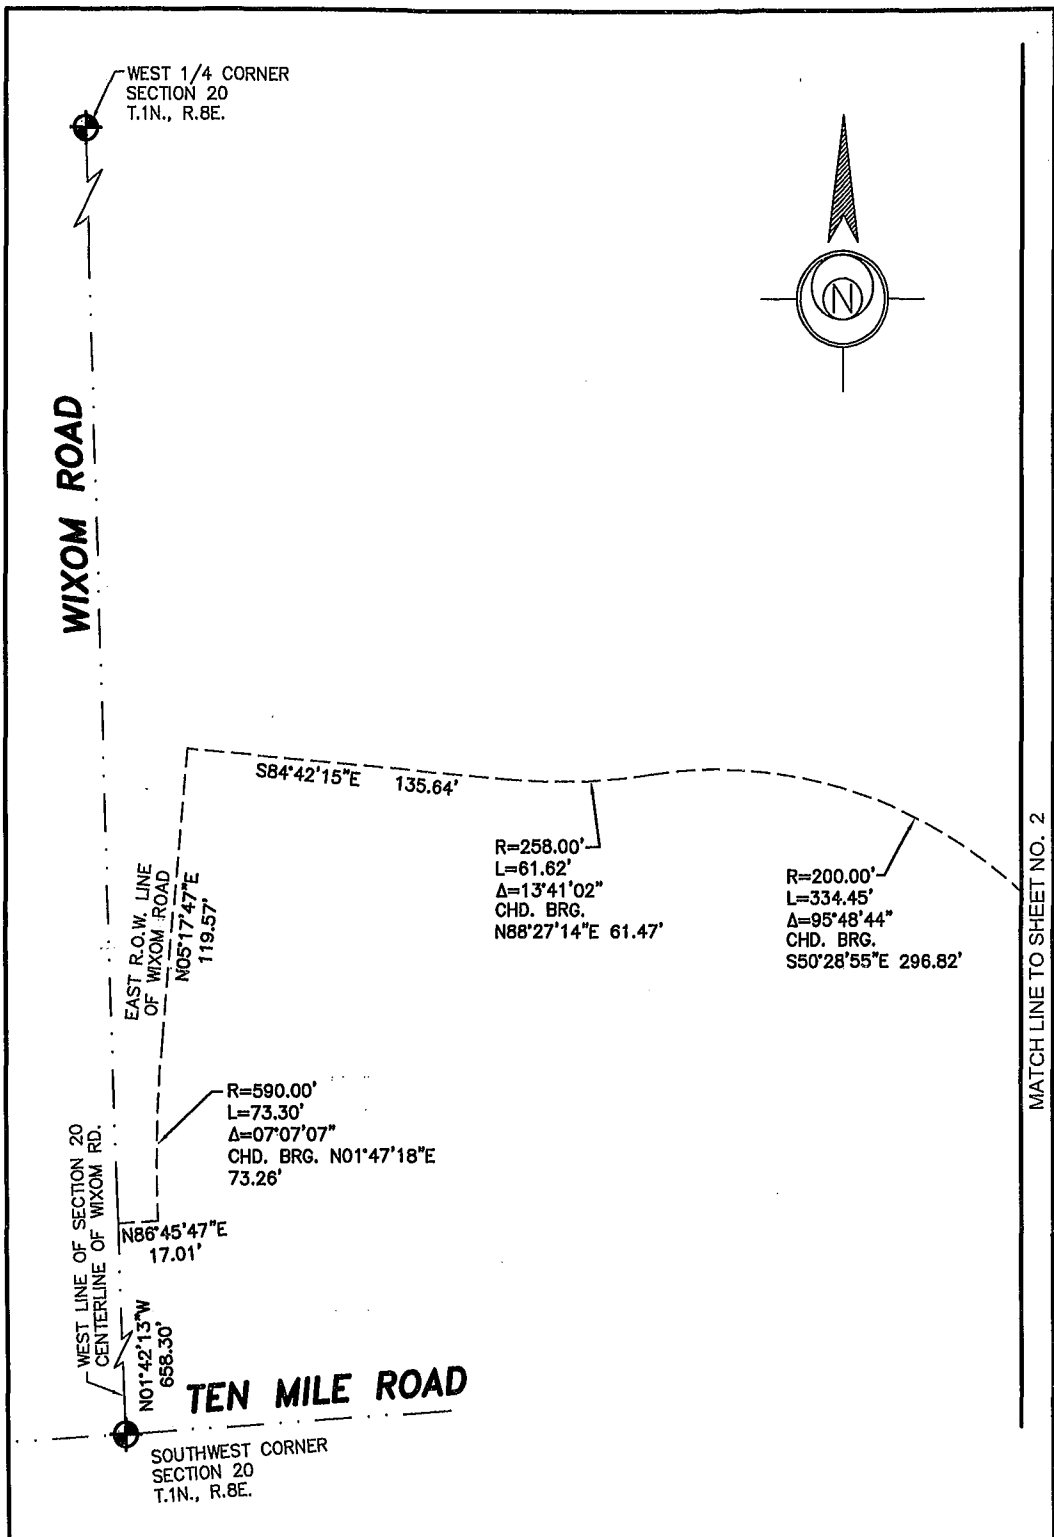 WEST 1/4 CORNER
SECTION 20
T.1N., R.8E.
N
WIXOM ROAD
S84°42'15"E 135.64'
R=258.00'
L=61.62'
Δ=13°41'02"
CHD. BRG.
N88°27'14"E 61.47'
R=200.00'
L=334.45'
Δ=95°48'44"
CHD. BRG.
S50°28'55"E 296.82'
MATCH LINE TO SHEET NO. 2
EAST R.O.W. LINE
OF WIXOM ROAD
N05°17'47"E
119.57'
R=590.00'
L=73.30'
Δ=07°07'07"
CHD. BRG. N01°47'18"E
73.26'
N86°45'47"E
17.01'
WEST LINE OF SECTION 20
CENTERLINE OF WIXOM RD.
N01°42'13"W
658.30'
TEN MILE ROAD
SOUTHWEST CORNER
SECTION 20
T.1N., R.8E.